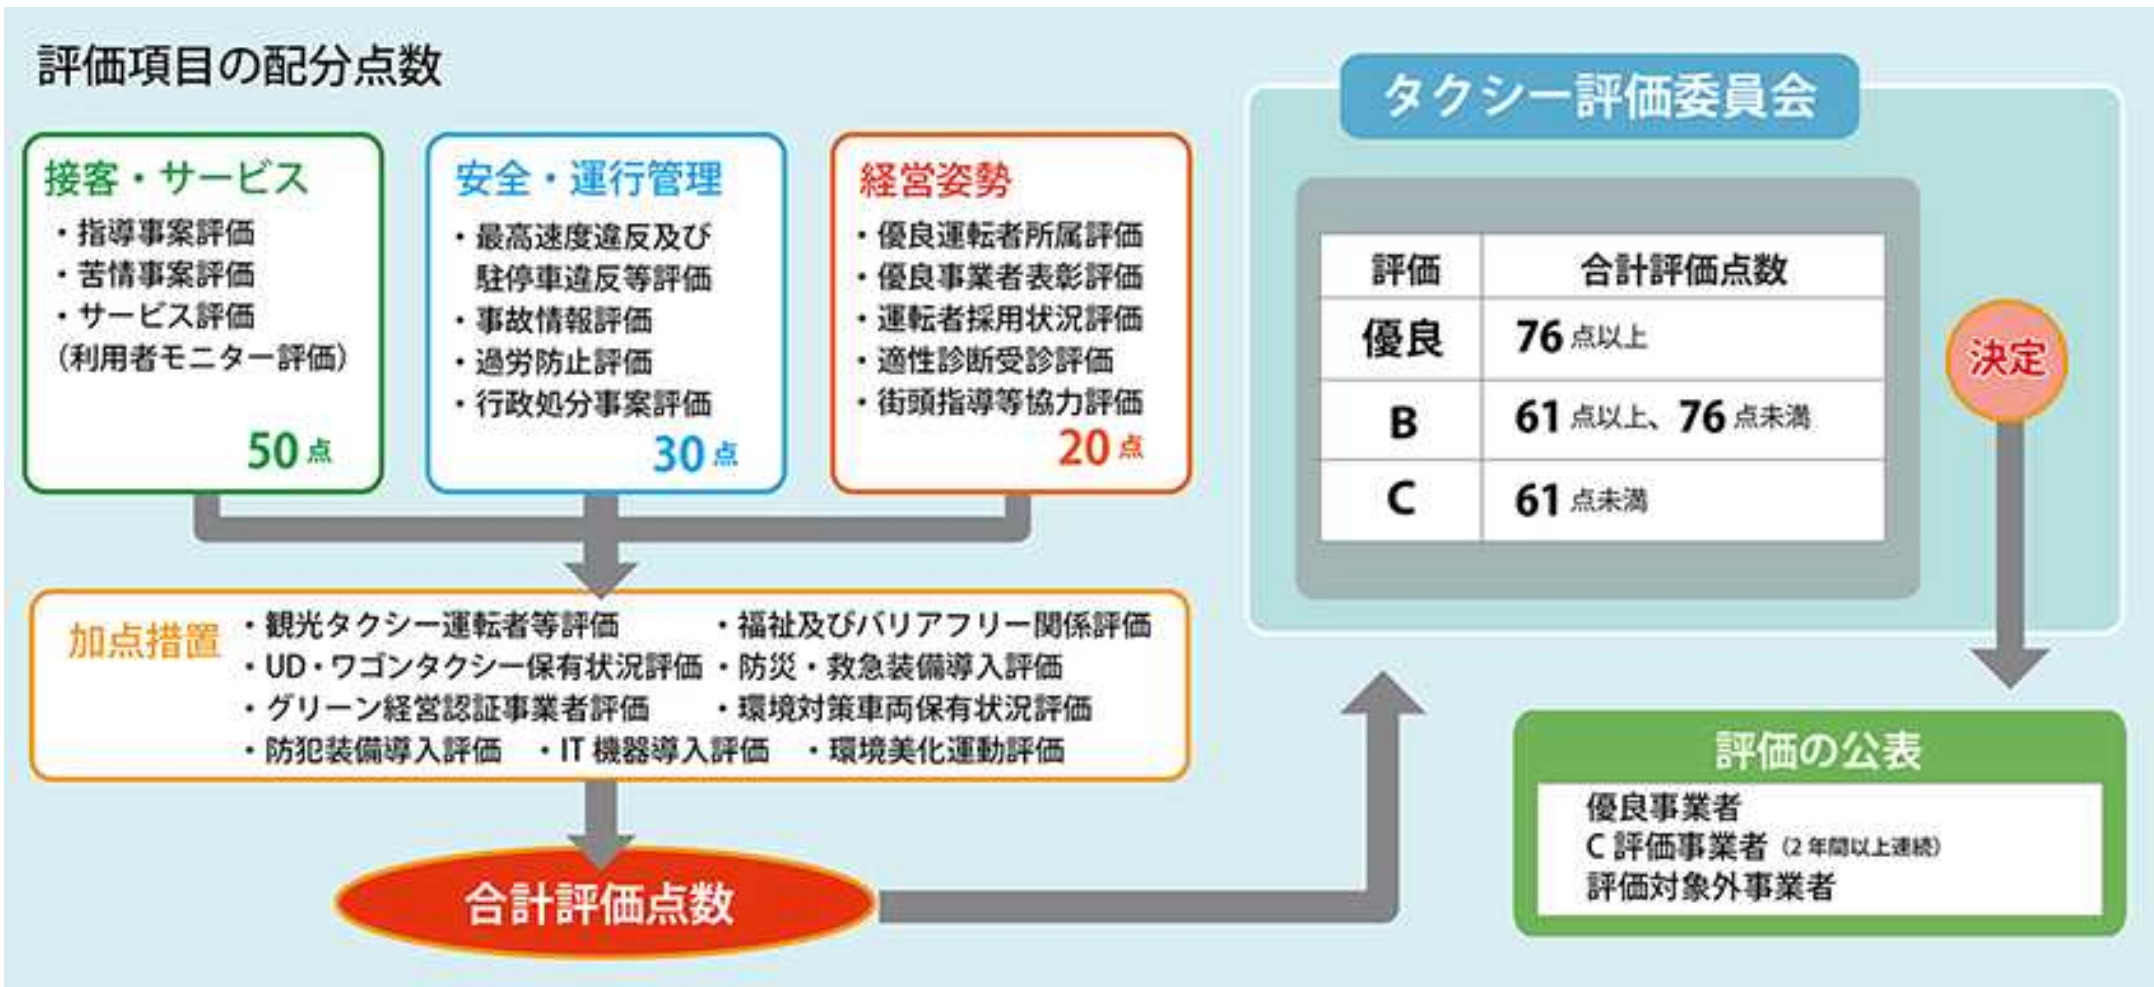 評価項目の配分点数
接客・サービス
・指導事案評価
・苦情事案評価
・サービス評価
（利用者モニター評価）
50点
安全・運行管理
・最高速度違反及び
駐停車違反等評価
・事故情報評価
・過労防止評価
・行政処分事案評価
30点
経営姿勢
・優良運転者所属評価
・優良事業者表彰評価
・運転者採用状況評価
・適性診断受診評価
・街頭指導等協力評価
20点
加点措置
・観光タクシー運転者等評価 ・福祉及びバリアフリー関係評価
・UD・ワゴンタクシー保有状況評価 ・防災・救急装備導入評価
・グリーン経営認証事業者評価 ・環境対策車両保有状況評価
・防犯装備導入評価 ・IT機器導入評価 ・環境美化運動評価
合計評価点数
タクシー評価委員会
評価 合計評価点数
優良 76点以上
B 61点以上、76点未満
C 61点未満
決定
評価の公表
優良事業者
C評価事業者（2年間以上連続）
評価対象外事業者